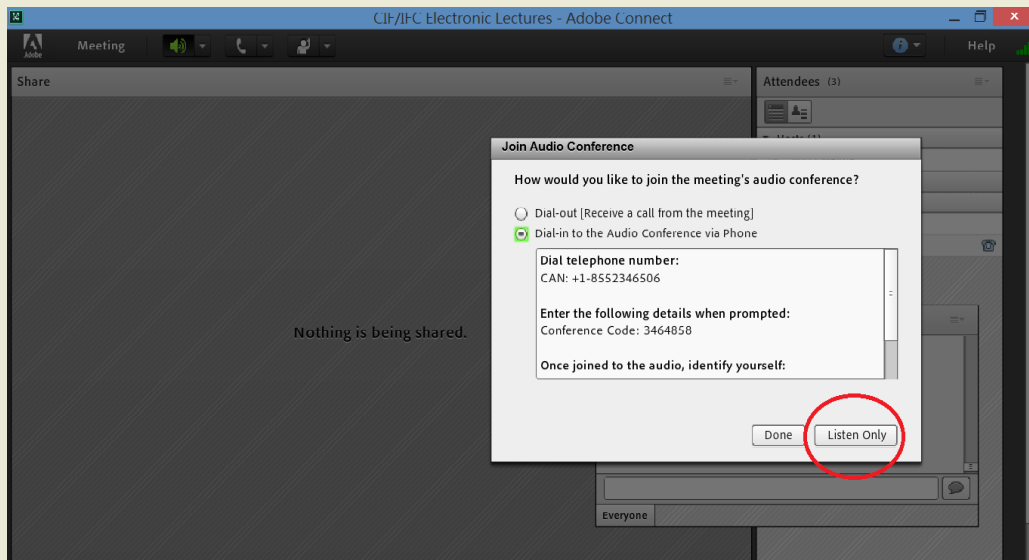 CIF/IFC Electronic Lectures - Adobe Connect
Adobe
Meeting
Help
Share
Attendees (3)
Hosts (1)
Join Audio Conference
How would you like to join the meeting's audio conference?
Dial-out [Receive a call from the meeting]
Dial-in to the Audio Conference via Phone
Dial telephone number:
CAN: +1-8552346506
Enter the following details when prompted:
Conference Code: 3464858
Once joined to the audio, identify yourself:
Nothing is being shared.
Done
Listen Only
Everyone